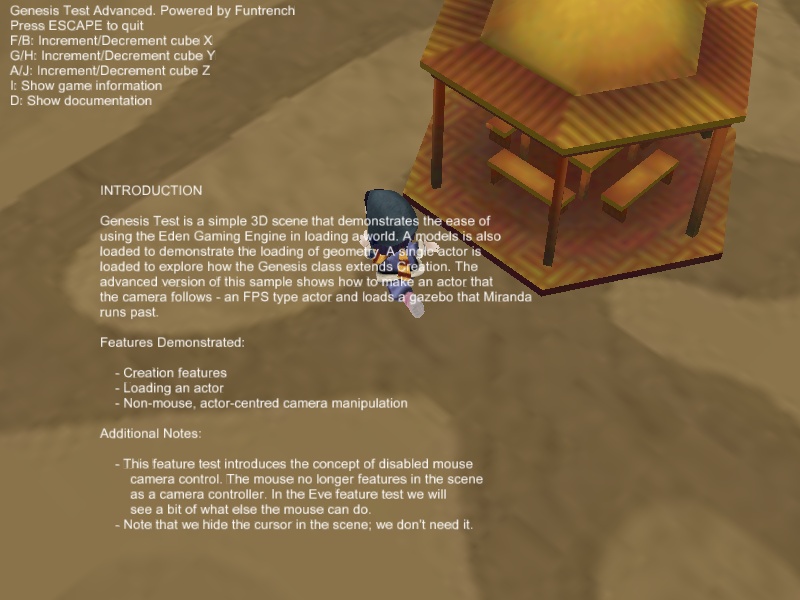 Genesis Test Advanced. Powered by Funtrench
Press ESCAPE to quit
F/B: Increment/Decrement cube X
G/H: Increment/Decrement cube Y
A/J: Increment/Decrement cube Z
I: Show game information
D: Show documentation
INTRODUCTION
Genesis Test is a simple 3D scene that demonstrates the ease of
using the Eden Gaming Engine in loading a world. A models is also
loaded to demonstrate the loading of geometry. A single actor is
loaded to explore how the Genesis class extends Creation. The
advanced version of this sample shows how to make an actor that
the camera follows - an FPS type actor and loads a gazebo that Miranda
runs past.
Features Demonstrated:
- Creation features
- Loading an actor
- Non-mouse, actor-centred camera manipulation
Additional Notes:
- This feature test introduces the concept of disabled mouse
camera control. The mouse no longer features in the scene
as a camera controller. In the Eve feature test we will
see a bit of what else the mouse can do.
- Note that we hide the cursor in the scene; we don't need it.